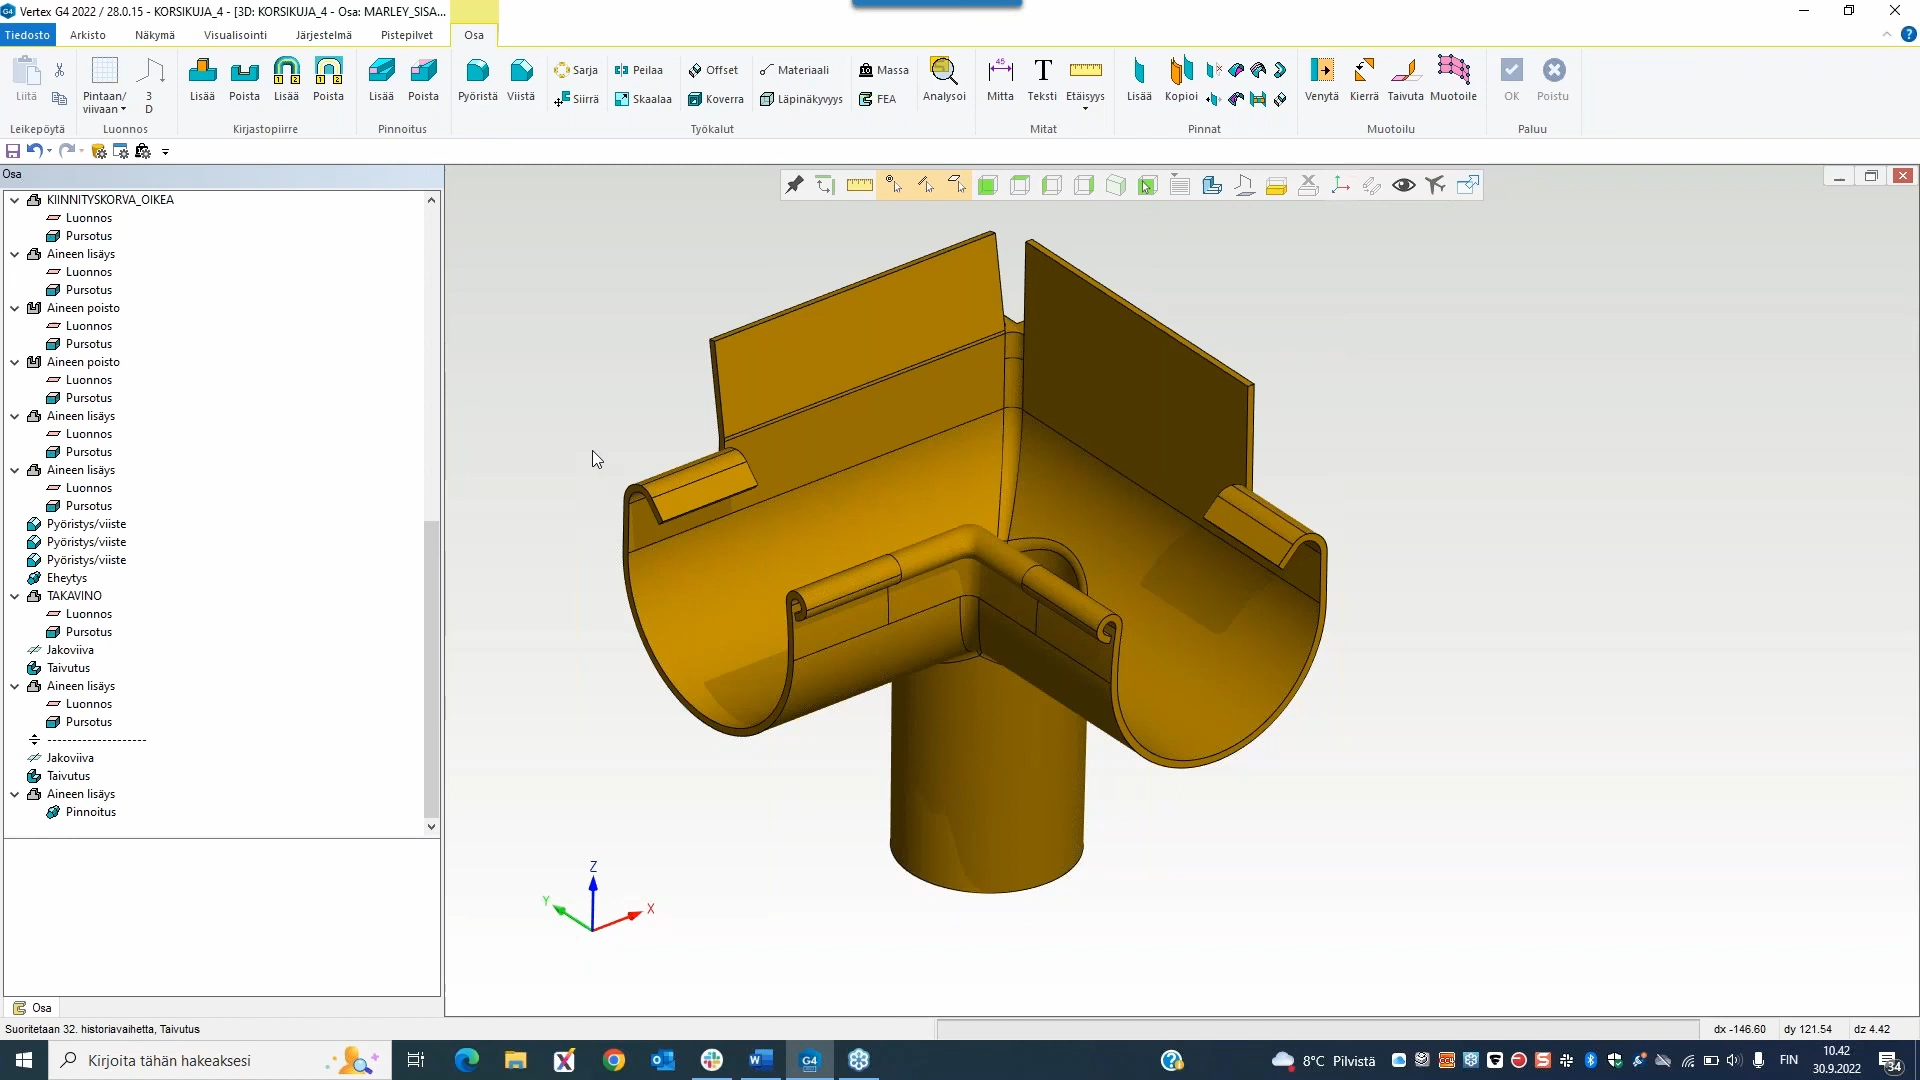 Vertex G4 2022 / 28.0.15 - KORSIKUJA_4 - [3D: KORSIKUJA_4 - Osa: MARLEY_SISA...
Tiedosto Arkisto Näkymä Visualisointi Järjestelmä Pistepilvet Osa
Liitä
Pintaan/
viivaan
3
D
Lisää Poista Lisää Poista Lisää Poista Pyöristä Viistä
Sarja Peilaa Offset Materiaali Massa
Siirrä Skaalaa Koverra Läpinäkyvyys FEA
Analysoi Mitta Teksti Etäisyys Lisää Kopioi Venytä Kierrä Taivuta Muotoile OK Poistu
45
Leikepöytä Luonnos Kirjastopiirre Pinnoitus Työkalut Mitat Pinnat Muotoilu Paluu
Osa
KIINNITYSKORVA_OIKEA
Luonnos
Pursotus
Aineen lisäys
Luonnos
Pursotus
Aineen poisto
Luonnos
Pursotus
Aineen poisto
Luonnos
Pursotus
Aineen lisäys
Luonnos
Pursotus
Aineen lisäys
Luonnos
Pursotus
Pyöristys/viiste
Pyöristys/viiste
Pyöristys/viiste
Eheytys
TAKAVINO
Luonnos
Pursotus
Jakoviiva
Taivutus
Aineen lisäys
Luonnos
Pursotus
--------------------
Jakoviiva
Taivutus
Aineen lisäys
Pinnoitus
Z
Y
X
Osa
Suoritetaan 32. historiavaihetta, Taivutus
dx -146.60 dy 121.54 dz 4.42
Kirjoita tähän hakeaksesi
G4
8°C Pilvistä
FIN
10.42
30.9.2022
34